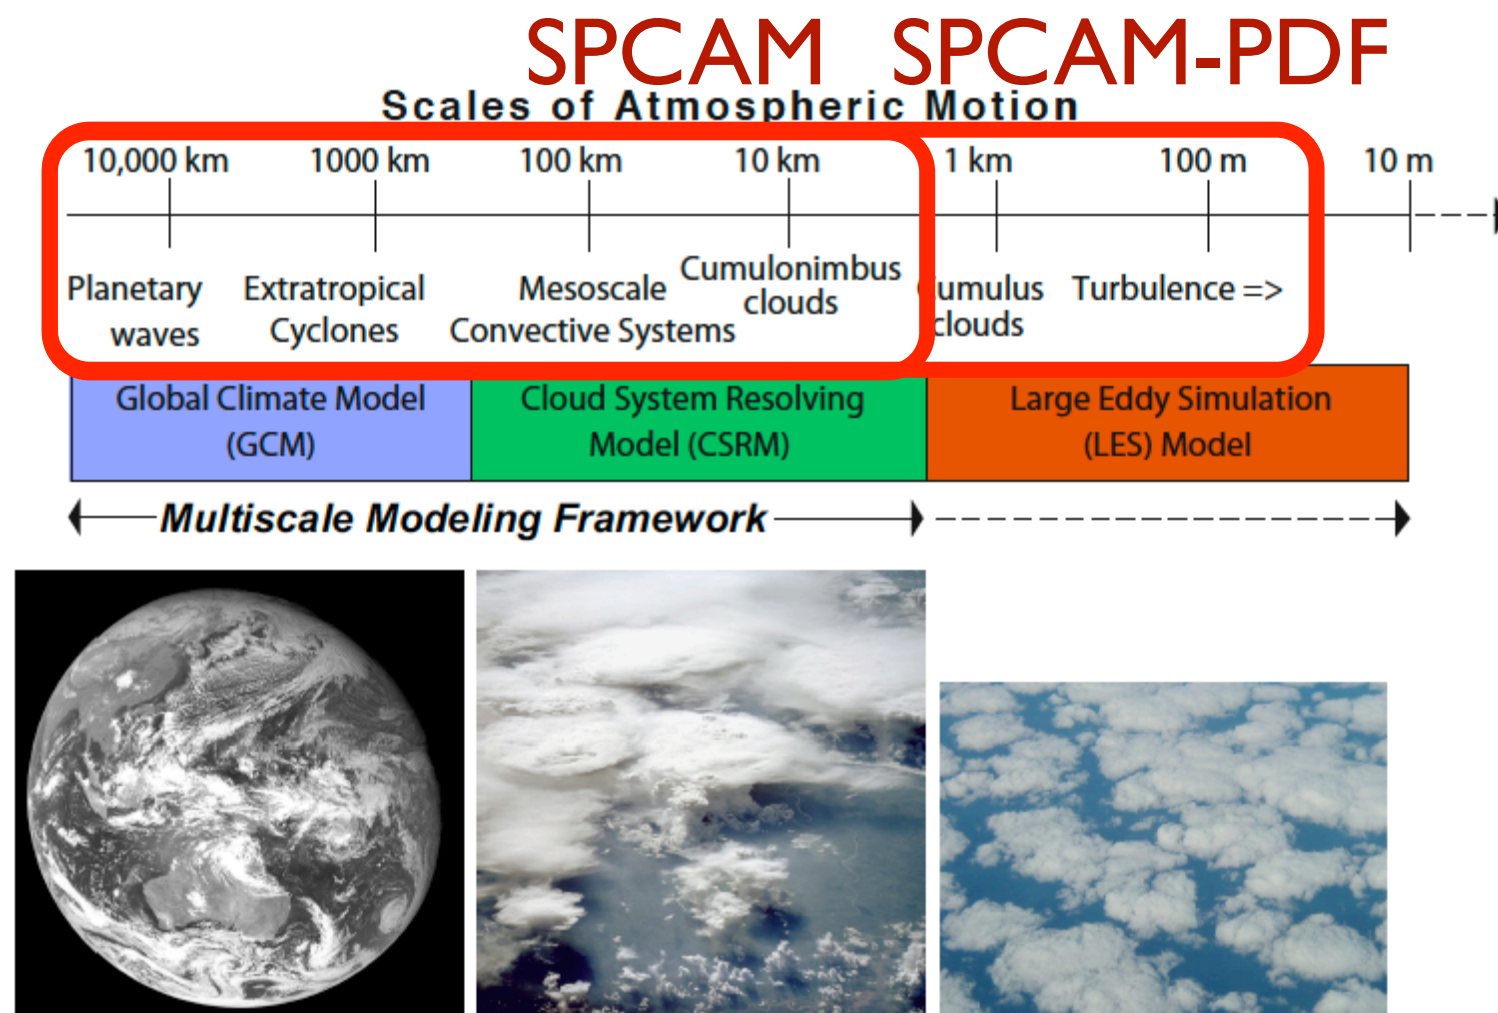 SPCAM SPCAM-PDF
Scales of Atmospheric Motion
10,000 km 1000 km 100 km 10 km 1 km 100 m 10 m
Planetary waves
Extratropical Cyclones
Mesoscale Convective Systems
Cumulonimbus clouds
umulus clouds
Turbulence =>
Global Climate Model
(GCM)
Cloud System Resolving
Model (CSRM)
Large Eddy Simulation
(LES) Model
Multiscale Modeling Framework